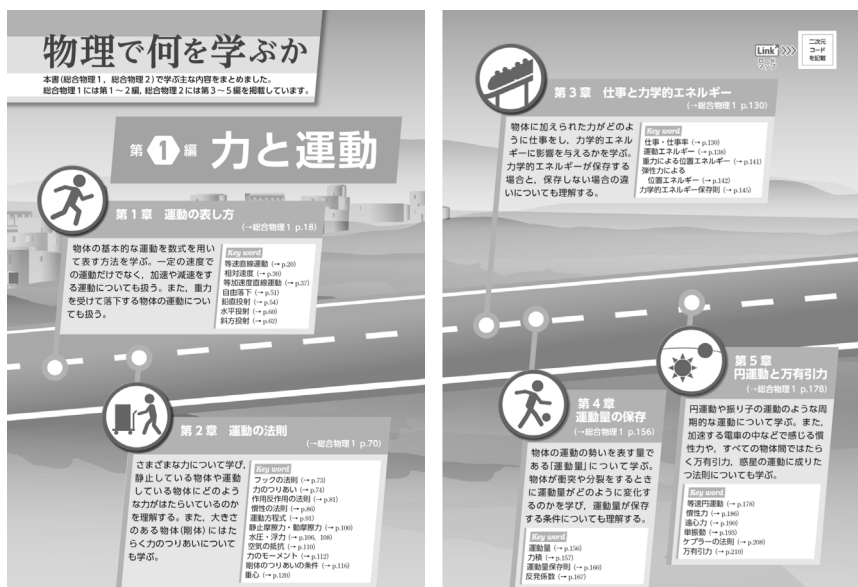 物理で何を学ぶか
本書(総合物理1，総合物理2)で学ぶ主な内容をまとめました。
総合物理1には第1～2編，総合物理2には第3～5編を掲載しています。
第1編 力と運動
第1章 運動の表し方
(→総合物理1 p.18)
物体の基本的な運動を数式を用い
て表す方法を学ぶ。一定の速度で
の運動だけでなく，加速や減速をす
る運動についても扱う。また，重力
を受けて落下する物体の運動につい
ても扱う。
Key word
等速直線運動 (→ p.20)
相対速度 (→ p.30)
等加速度直線運動 (→ p.37)
自由落下 (→ p.51)
鉛直投射 (→ p.54)
水平投射 (→ p.60)
斜方投射 (→ p.62)
第2章 運動の法則
(→総合物理1 p.70)
さまざまな力について学び，
静止している物体や運動
している物体にどのよう
な力がはたらいているのか
を理解する。また，大きさ
のある物体(剛体)にはた
らく力のつりあいについて
も学ぶ。
Key word
フックの法則 (→ p.73)
力のつりあい (→ p.74)
作用反作用の法則 (→ p.81)
慣性の法則 (→ p.86)
運動方程式 (→ p.91)
静止摩擦力・動摩擦力 (→ p.100)
水圧・浮力 (→ p.106, 108)
空気の抵抗 (→ p.110)
力のモーメント (→ p.112)
剛体のつりあいの条件 (→ p.116)
重心 (→ p.120)
Link
二次元
コード
を記載
第3章 仕事と力学的エネルギー
(→総合物理1 p.130)
物体に加えられた力がどのよ
うに仕事をし，力学的エネル
ギーに影響を与えるかを学ぶ。
力学的エネルギーが保存する
場合と，保存しない場合の違
いについても理解する。
Key word
仕事・仕事率 (→ p.130)
運動エネルギー (→ p.138)
重力による位置エネルギー (→ p.141)
弾性力による
位置エネルギー (→ p.142)
力学的エネルギー保存則 (→ p.145)
第4章
運動量の保存
(→総合物理1 p.156)
物体の運動の勢いを表す量で
ある「運動量」について学ぶ。
物体が衝突や分裂をするとき
に運動量がどのように変化す
るのかを学び，運動量が保存
する条件についても理解する。
Key word
運動量 (→ p.156)
力積 (→ p.157)
運動量保存則 (→ p.160)
反発係数 (→ p.167)
第5章
円運動と万有引力
(→総合物理1 p.178)
円運動や振り子の運動のような周
期的な運動について学ぶ。また，
加速する電車の中などで感じる慣
性力や，すべての物体間ではたら
く万有引力，惑星の運動に成りた
つ法則についても学ぶ。
Key word
等速円運動 (→ p.178)
慣性力 (→ p.186)
遠心力 (→ p.190)
単振動 (→ p.193)
ケプラーの法則 (→ p.208)
万有引力 (→ p.210)